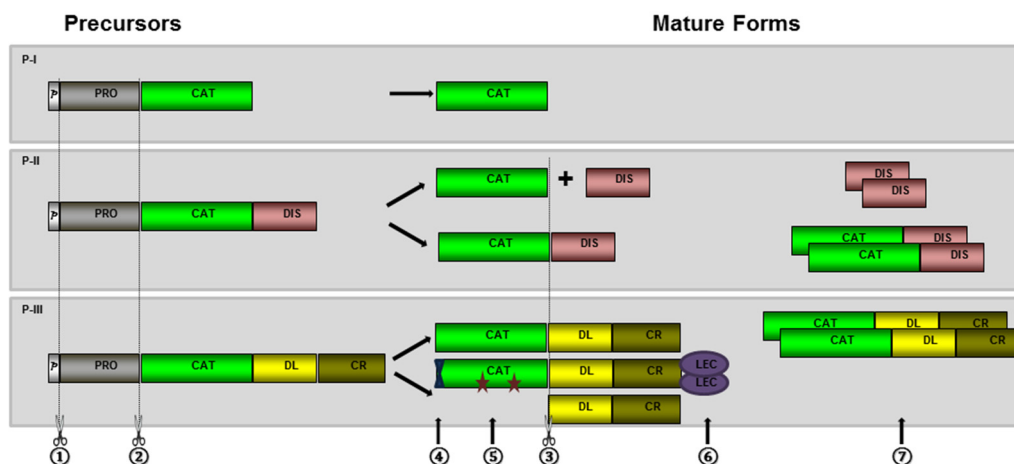 Precursors Mature Forms
P-I
P PRO CAT CAT
P-II
CAT + DIS DIS
DIS
P PRO CAT DIS
CAT DIS CAT DIS
CAT DIS
P-III
CAT DL CR CAT DL CR
CAT DL CR
P PRO CAT DL CR CAT DL CR LEC
LEC
DL CR
① ② ④ ⑤ ③ ⑥ ⑦